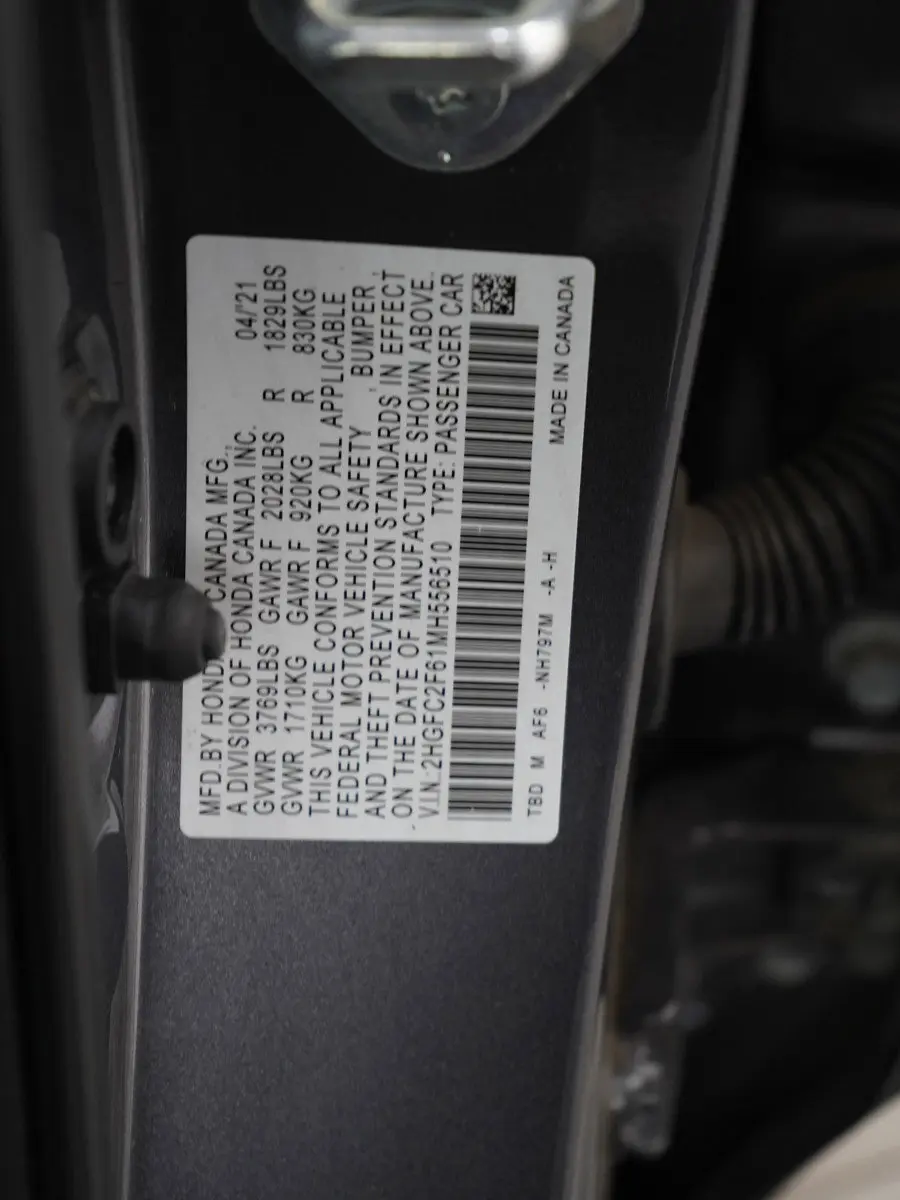 MFD.BY HONDA CANADA MFG., 04/'21
A DIVISION OF HONDA CANADA INC.
GVWR 3769LBS GAWR F 2028LBS R 1829LBS
GVWR 1710KG GAWR F 920KG R 830KG
THIS VEHICLE CONFORMS TO ALL APPLICABLE
FEDERAL MOTOR VEHICLE SAFETY , BUMPER ,
AND THEFT PREVENTION STANDARDS IN EFFECT
ON THE DATE OF MANUFACTURE SHOWN ABOVE.
V.I.N.:2HGFC2F61MH556510 TYPE: PASSENGER CAR
TBD M AF6 -NH797M -A -H MADE IN CANADA